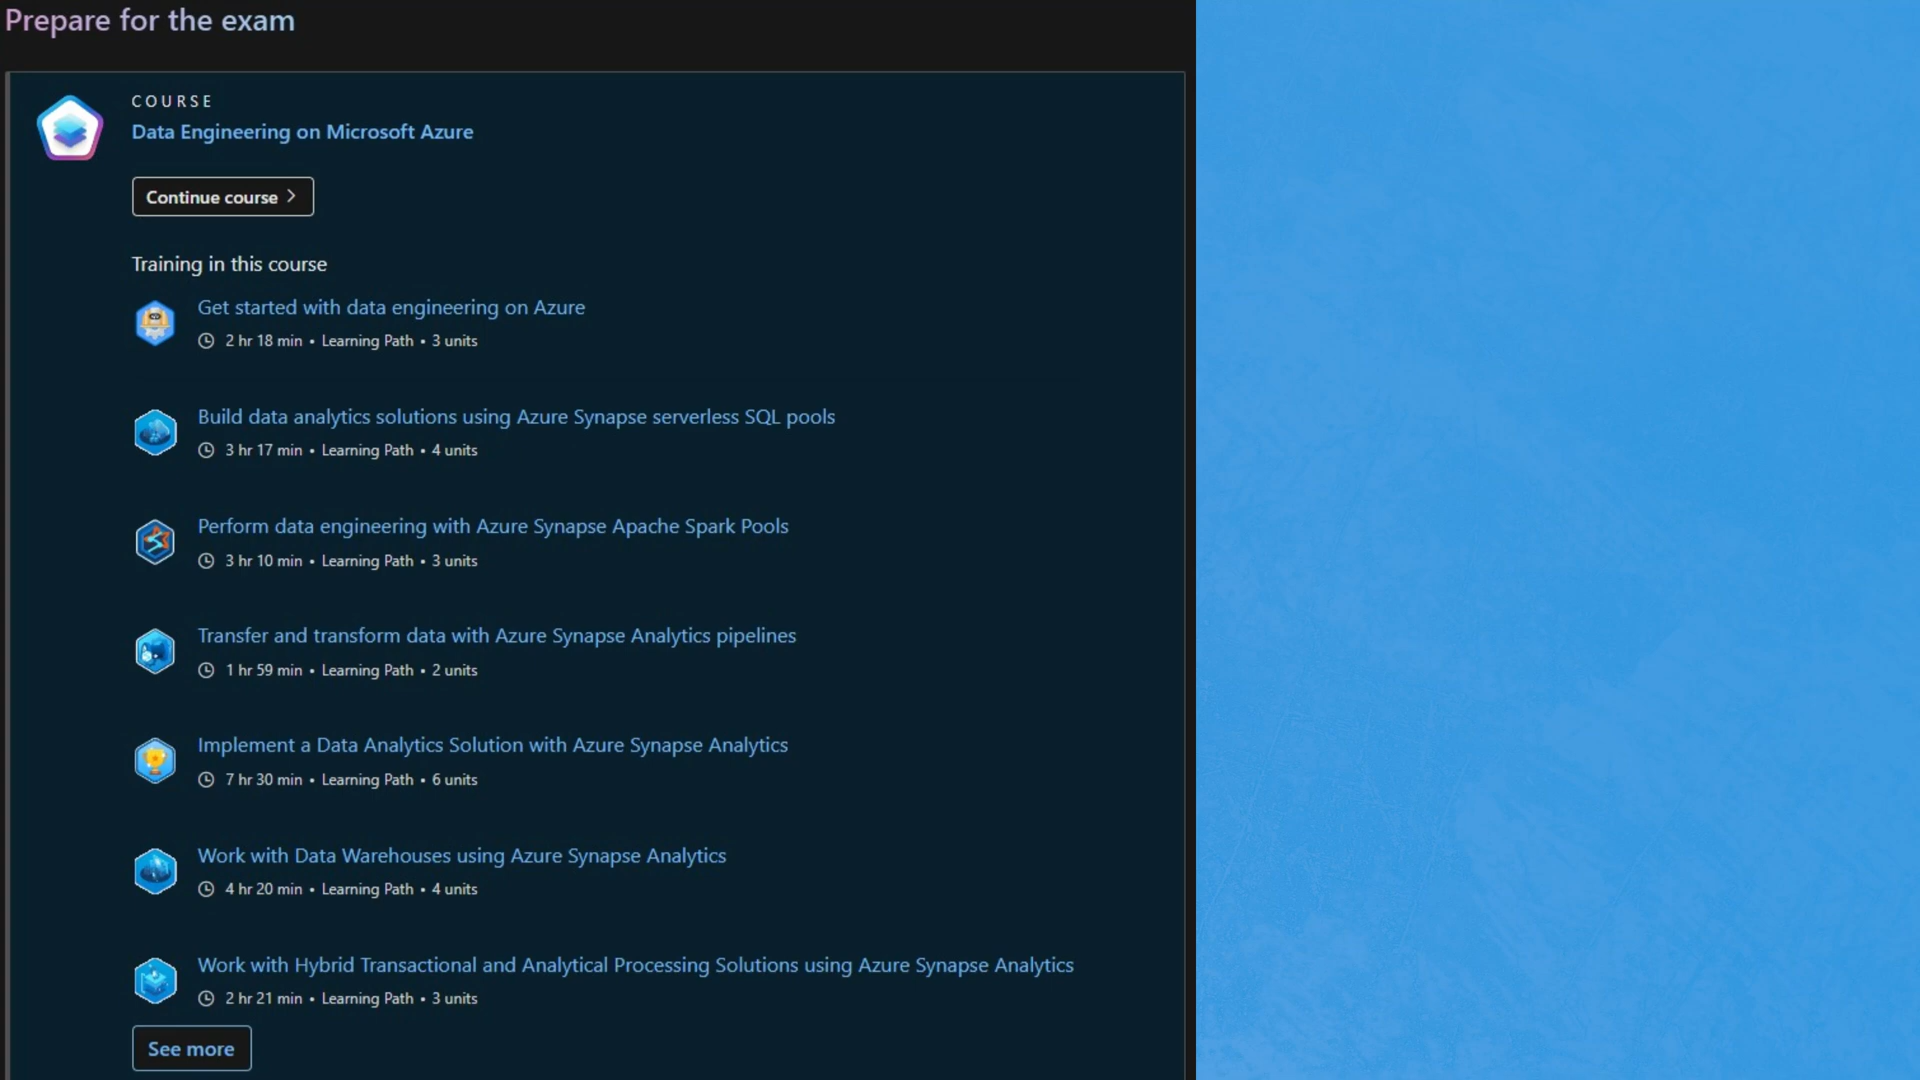 Prepare for the exam
COURSE
Data Engineering on Microsoft Azure
Continue course
Training in this course
Get started with data engineering on Azure
2 hr 18 min • Learning Path • 3 units
Build data analytics solutions using Azure Synapse serverless SQL pools
3 hr 17 min • Learning Path • 4 units
Perform data engineering with Azure Synapse Apache Spark Pools
3 hr 10 min • Learning Path • 3 units
Transfer and transform data with Azure Synapse Analytics pipelines
1 hr 59 min • Learning Path • 2 units
Implement a Data Analytics Solution with Azure Synapse Analytics
7 hr 30 min • Learning Path • 6 units
Work with Data Warehouses using Azure Synapse Analytics
4 hr 20 min • Learning Path • 4 units
Work with Hybrid Transactional and Analytical Processing Solutions using Azure Synapse Analytics
2 hr 21 min • Learning Path • 3 units
See more